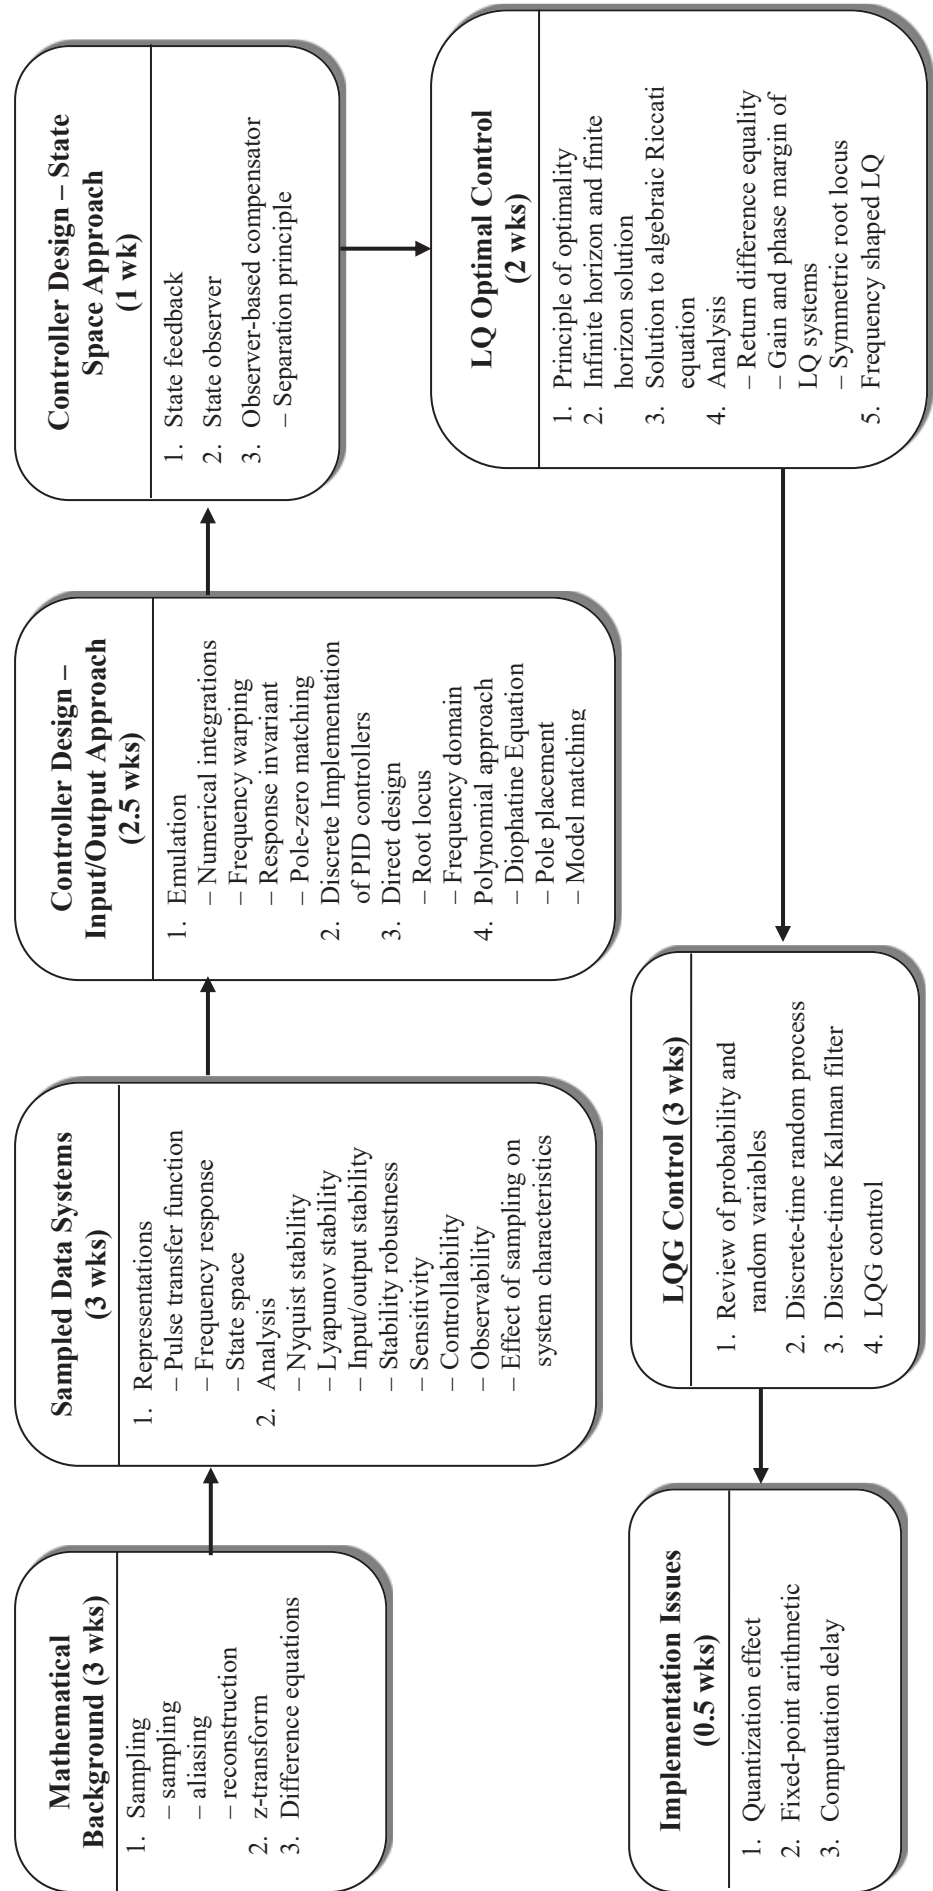 Mathematical
Background (3 wks)
1. Sampling
– sampling
– aliasing
– reconstruction
2. z-transform
3. Difference equations
Sampled Data Systems
(3 wks)
1. Representations
– Pulse transfer function
– Frequency response
– State space
2. Analysis
– Nyquist stability
– Lyapunov stability
– Input/output stability
– Stability robustness
– Sensitivity
– Controllability
– Observability
– Effect of sampling on
system characteristics
Controller Design –
Input/Output Approach
(2.5 wks)
1. Emulation
– Numerical integrations
– Frequency warping
– Response invariant
– Pole-zero matching
2. Discrete Implementation
of PID controllers
3. Direct design
– Root locus
– Frequency domain
4. Polynomial approach
– Diophatine Equation
– Pole placement
– Model matching
Controller Design – State
Space Approach
(1 wk)
1. State feedback
2. State observer
3. Observer-based compensator
– Separation principle
LQ Optimal Control
(2 wks)
1. Principle of optimality
2. Infinite horizon and finite
horizon solution
3. Solution to algebraic Riccati
equation
4. Analysis
– Return difference equality
– Gain and phase margin of
LQ systems
– Symmetric root locus
5. Frequency shaped LQ
LQG Control (3 wks)
1. Review of probability and
random variables
2. Discrete-time random process
3. Discrete-time Kalman filter
4. LQG control
Implementation Issues
(0.5 wks)
1. Quantization effect
2. Fixed-point arithmetic
3. Computation delay